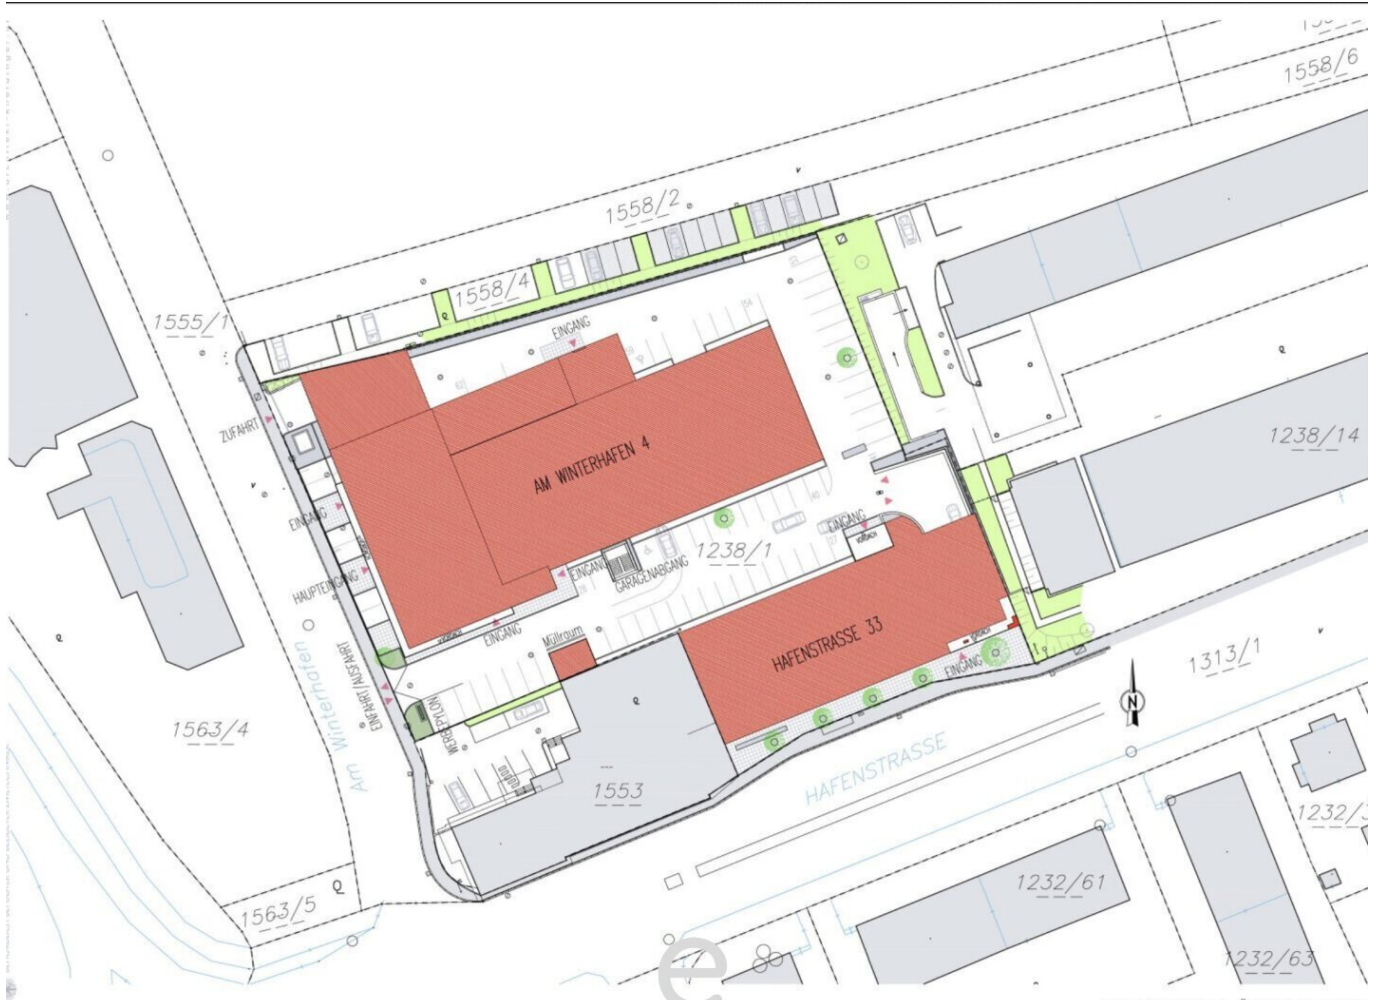 1558/6
1558/2
1558/4
1555/1
EINGANG
ZUFAHRT
AM WINTERHAFEN 4
1238/14
EINGANG
EINGANG
VORDACH
1238/1
EINGANG
GARAGENABGANG
HAUPTEINGANG
EINGANG
Müllraum
HAFENSTRASSE 33
EINGANG
1313/1
EINFAHRT/AUSFAHRT
Am Winterhafen
WERBEPYLON
N
1563/4
HAFENSTRASSE
1553
1232/61
1563/5
1232/63
e